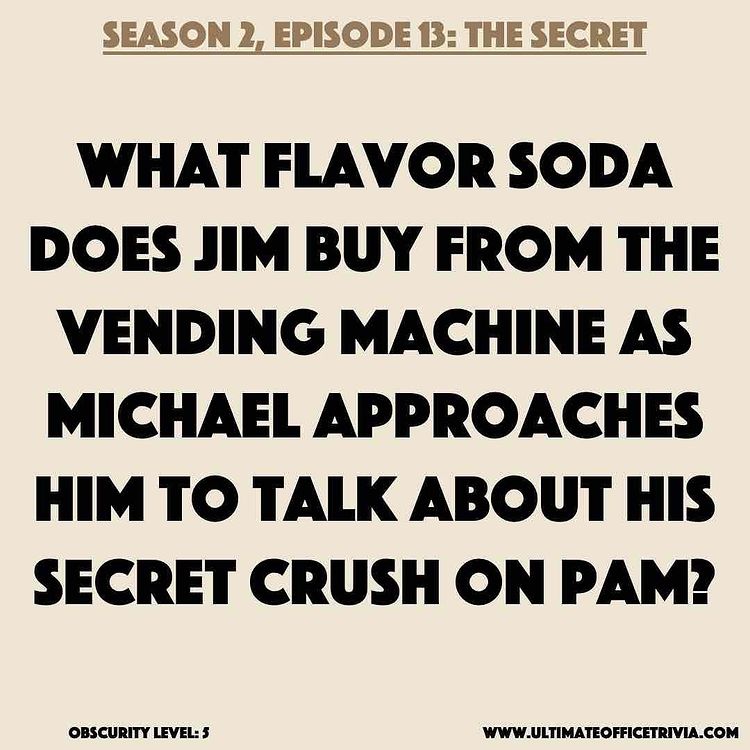 SEASON 2, EPISODE 13: THE SECRET
WHAT FLAVOR SODA
DOES JIM BUY FROM THE
VENDING MACHINE AS
MICHAEL APPROACHES
HIM TO TALK ABOUT HIS
SECRET CRUSH ON PAM?
OBSCURITY LEVEL: 5
WWW.ULTIMATEOFFICETRIVIA.COM